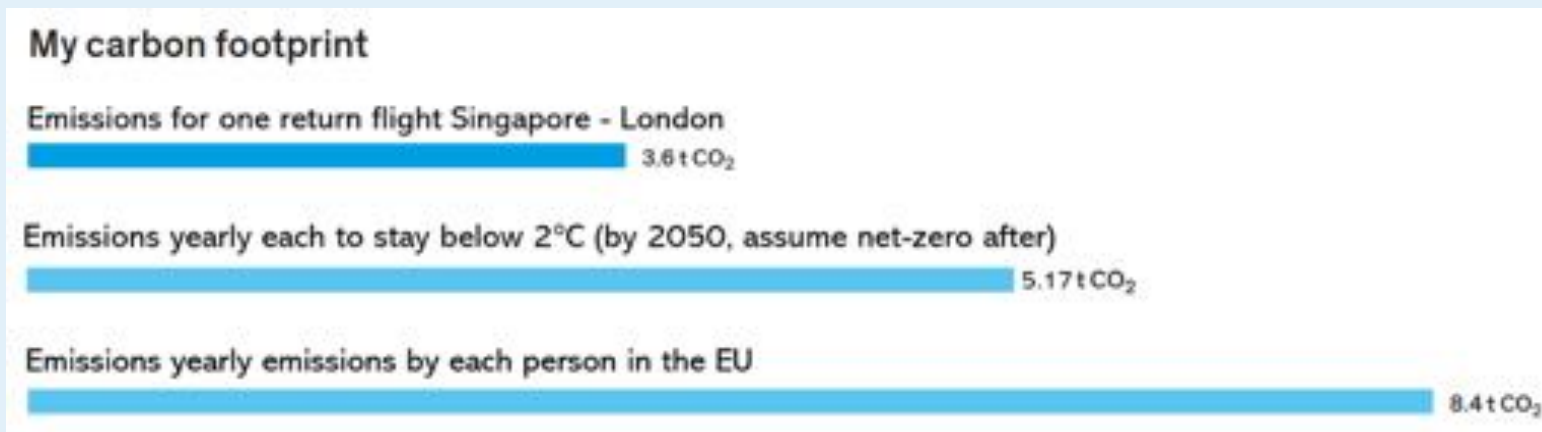 My carbon footprint
Emissions for one return flight Singapore - London
3.6 t CO₂
Emissions yearly each to stay below 2°C (by 2050, assume net-zero after)
5.17 t CO₂
Emissions yearly emissions by each person in the EU
8.4 t CO₂